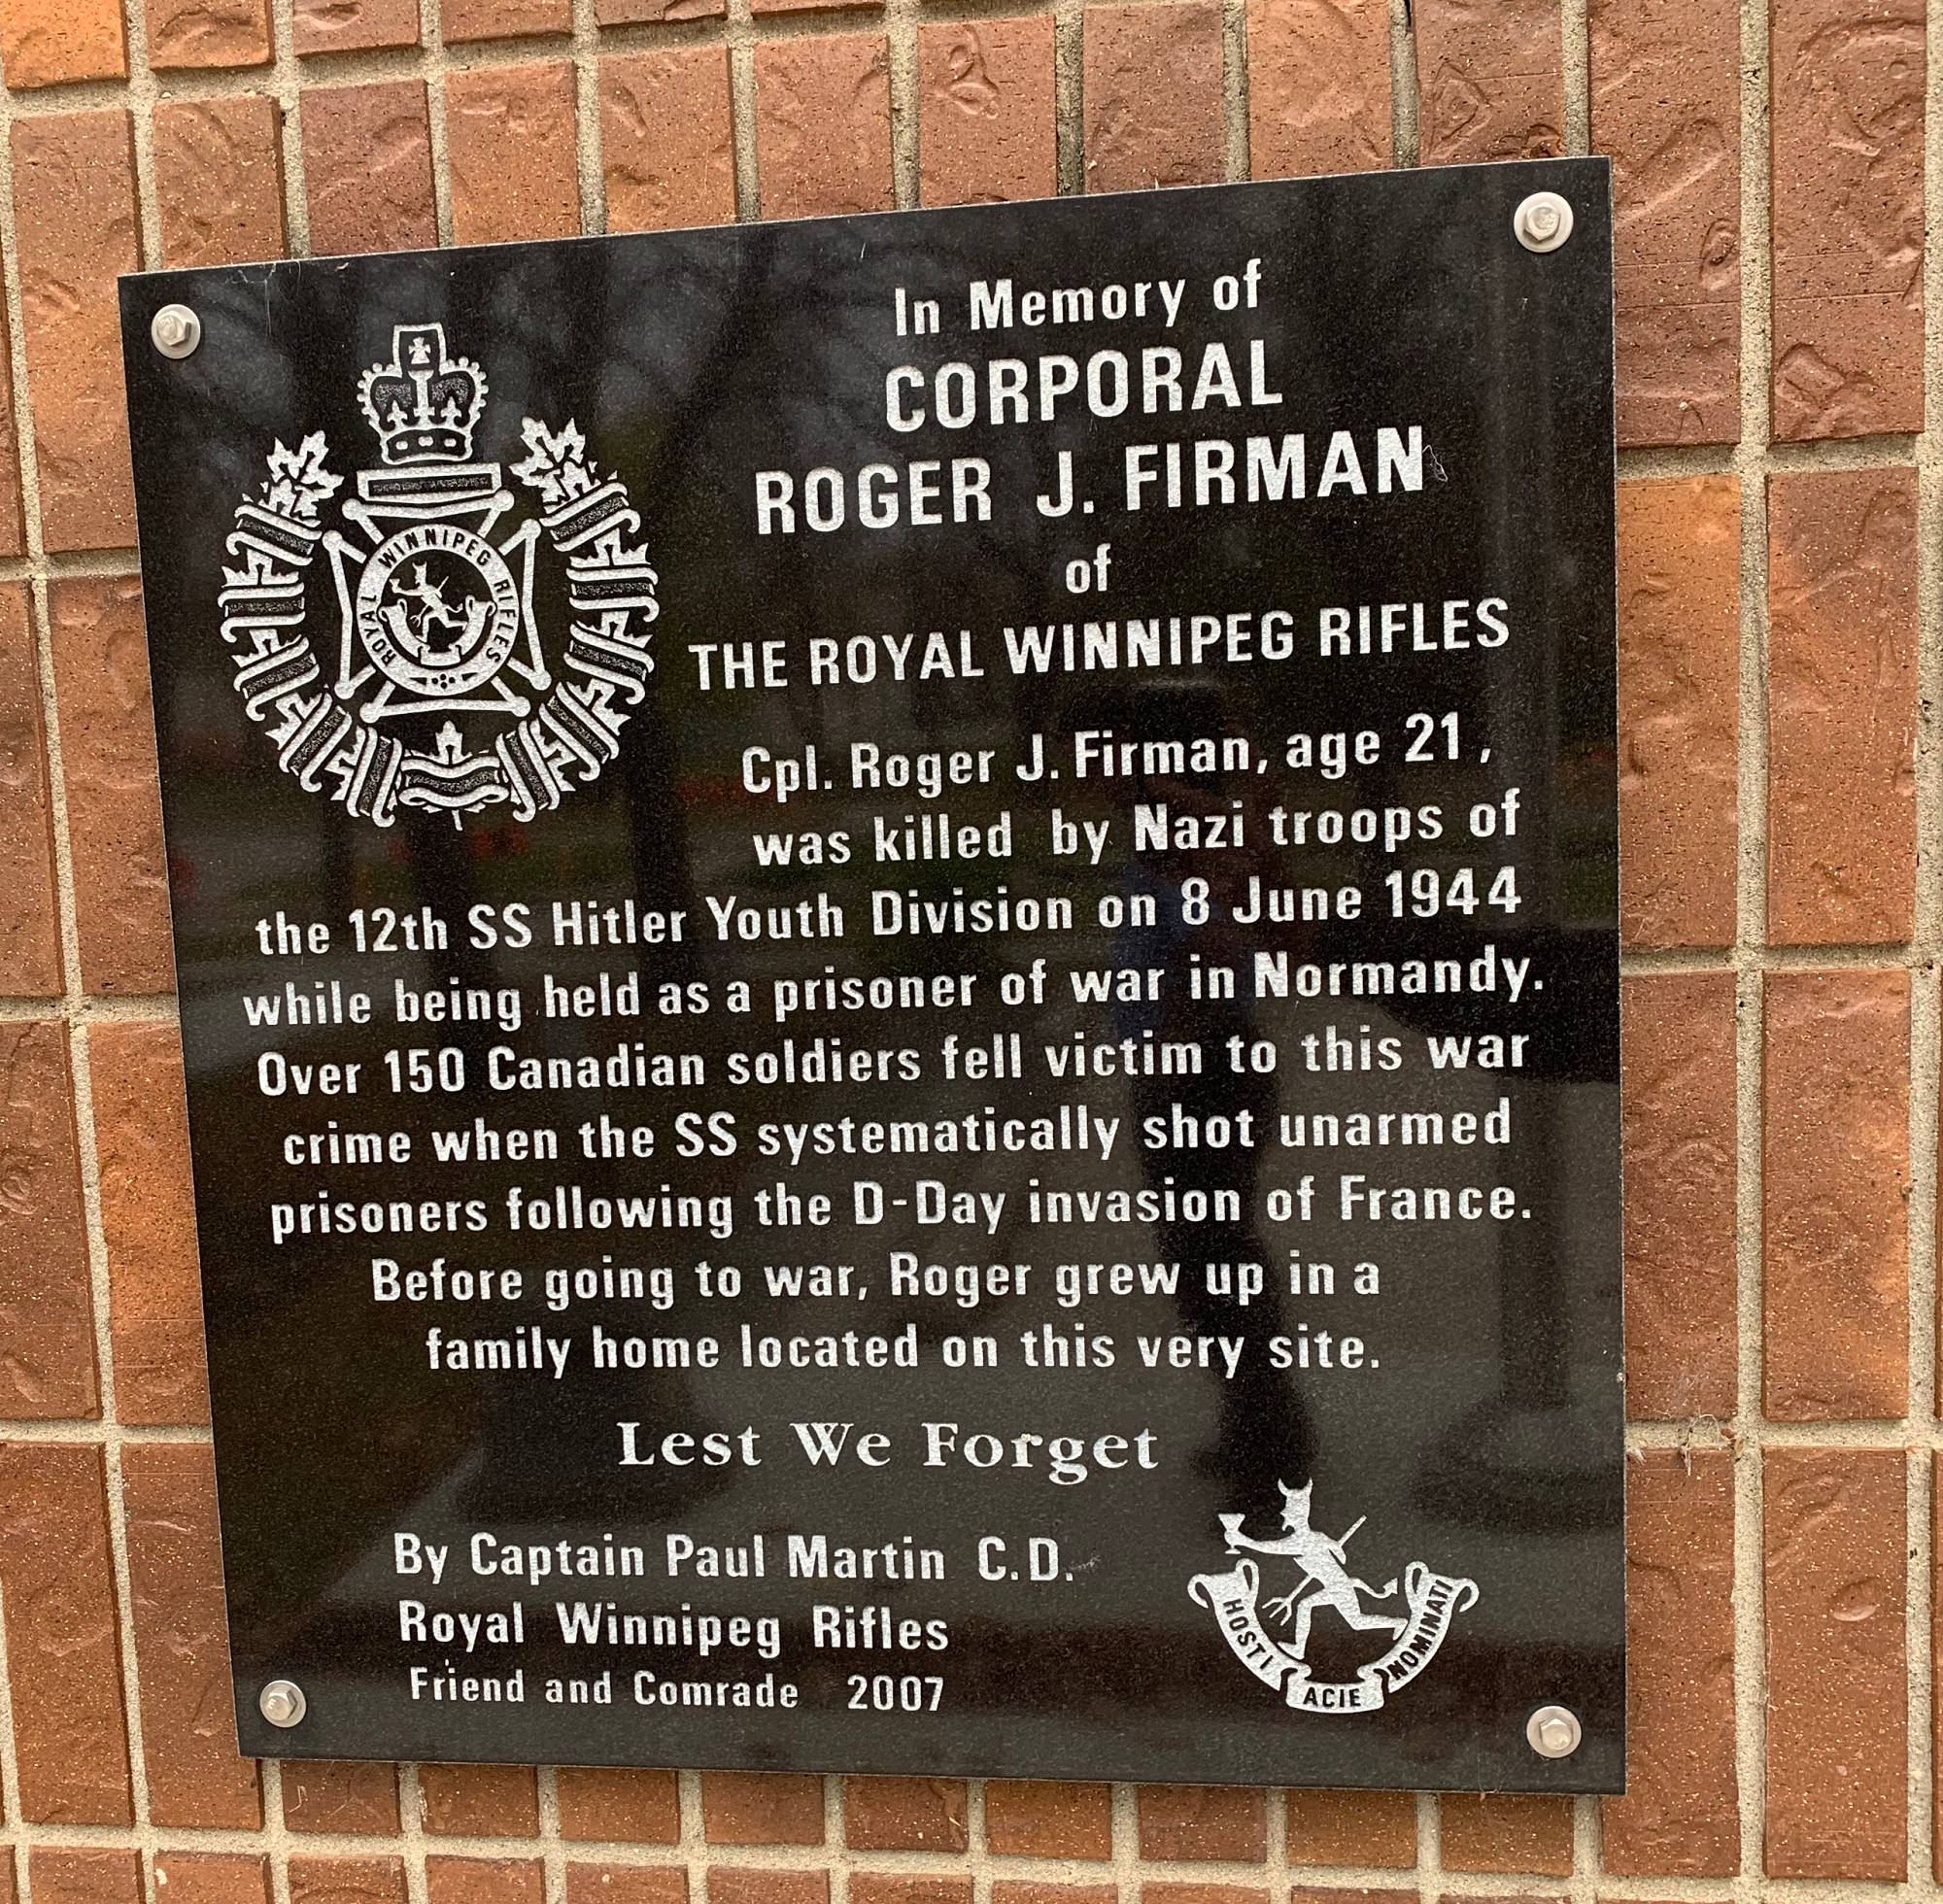 In Memory of
CORPORAL
ROGER J. FIRMAN
of
THE ROYAL WINNIPEG RIFLES
ROYAL WINNIPEG RIFLES
Cpl. Roger J. Firman, age 21,
was killed by Nazi troops of
the 12th SS Hitler Youth Division on 8 June 1944
while being held as a prisoner of war in Normandy.
Over 150 Canadian soldiers fell victim to this war
crime when the SS systematically shot unarmed
prisoners following the D-Day invasion of France.
Before going to war, Roger grew up in a
family home located on this very site.
Lest We Forget
By Captain Paul Martin C.D.
Royal Winnipeg Rifles
Friend and Comrade 2007
HOSTI ACIE NOMINATI